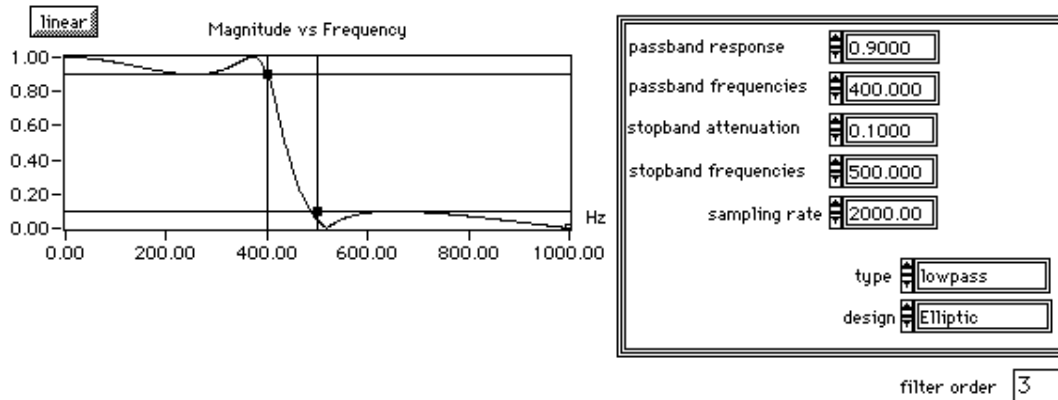 linear
Magnitude vs Frequency
1.00
0.80
0.60
0.40
0.20
0.00
0.00 200.00 400.00 600.00 800.00 1000.00
Hz
passband response 0.9000
passband frequencies 400.000
stopband attenuation 0.1000
stopband frequencies 500.000
sampling rate 2000.00
type lowpass
design Elliptic
filter order 3